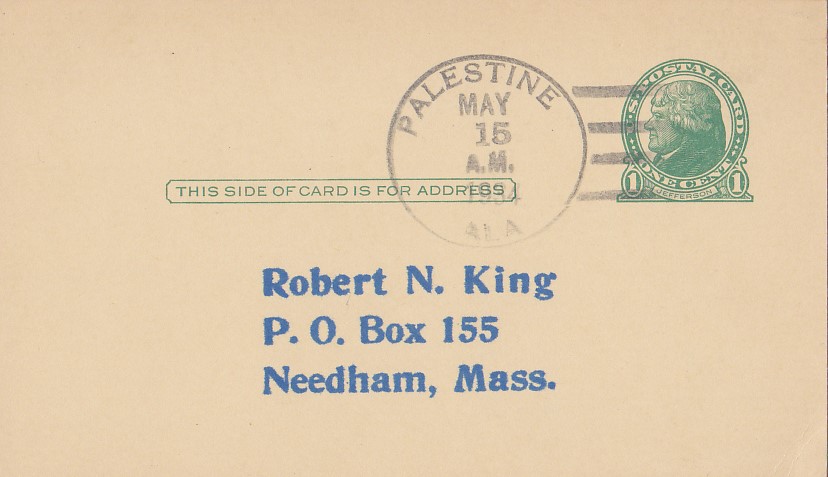 PALESTINE
MAY
15
A.M.
1934
ALA
U.S. POSTAL CARD
ONE CENT
1 JEFFERSON 1
THIS SIDE OF CARD IS FOR ADDRESS
Robert N. King
P. O. Box 155
Needham, Mass.